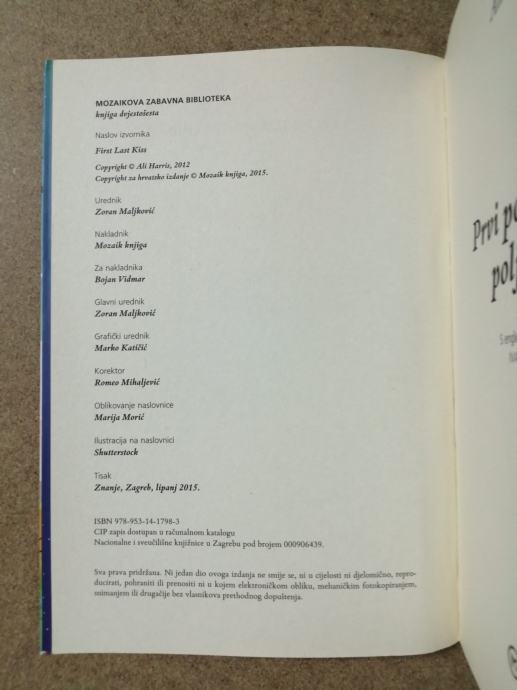 MOZAIKOVA ZABAVNA BIBLIOTEKA
knjiga dvjestošesta
Naslov izvornika
First Last Kiss
Copyright © Ali Harris, 2012
Copyright za hrvatsko izdanje © Mozaik knjiga, 2015.
Urednik
Zoran Maljković
Nakladnik
Mozaik knjiga
Za nakladnika
Bojan Vidmar
Glavni urednik
Zoran Maljković
Grafički urednik
Marko Katičić
Korektor
Romeo Mihaljević
Oblikovanje naslovnice
Marija Morić
Ilustracija na naslovnici
Shutterstock
Tisak
Znanje, Zagreb, lipanj 2015.
ISBN 978-953-14-1798-3
CIP zapis dostupan u računalnom katalogu
Nacionalne i sveučilišne knjižnice u Zagrebu pod brojem 000906439.
Sva prava pridržana. Ni jedan dio ovoga izdanja ne smije se, ni u cijelosti ni djelomično, repro-
ducirati, pohraniti ili prenositi ni u kojem elektroničkom obliku, mehaničkim fotokopiranjem,
snimanjem ili drugačije bez vlasnikova prethodnog dopuštenja.
Prvi